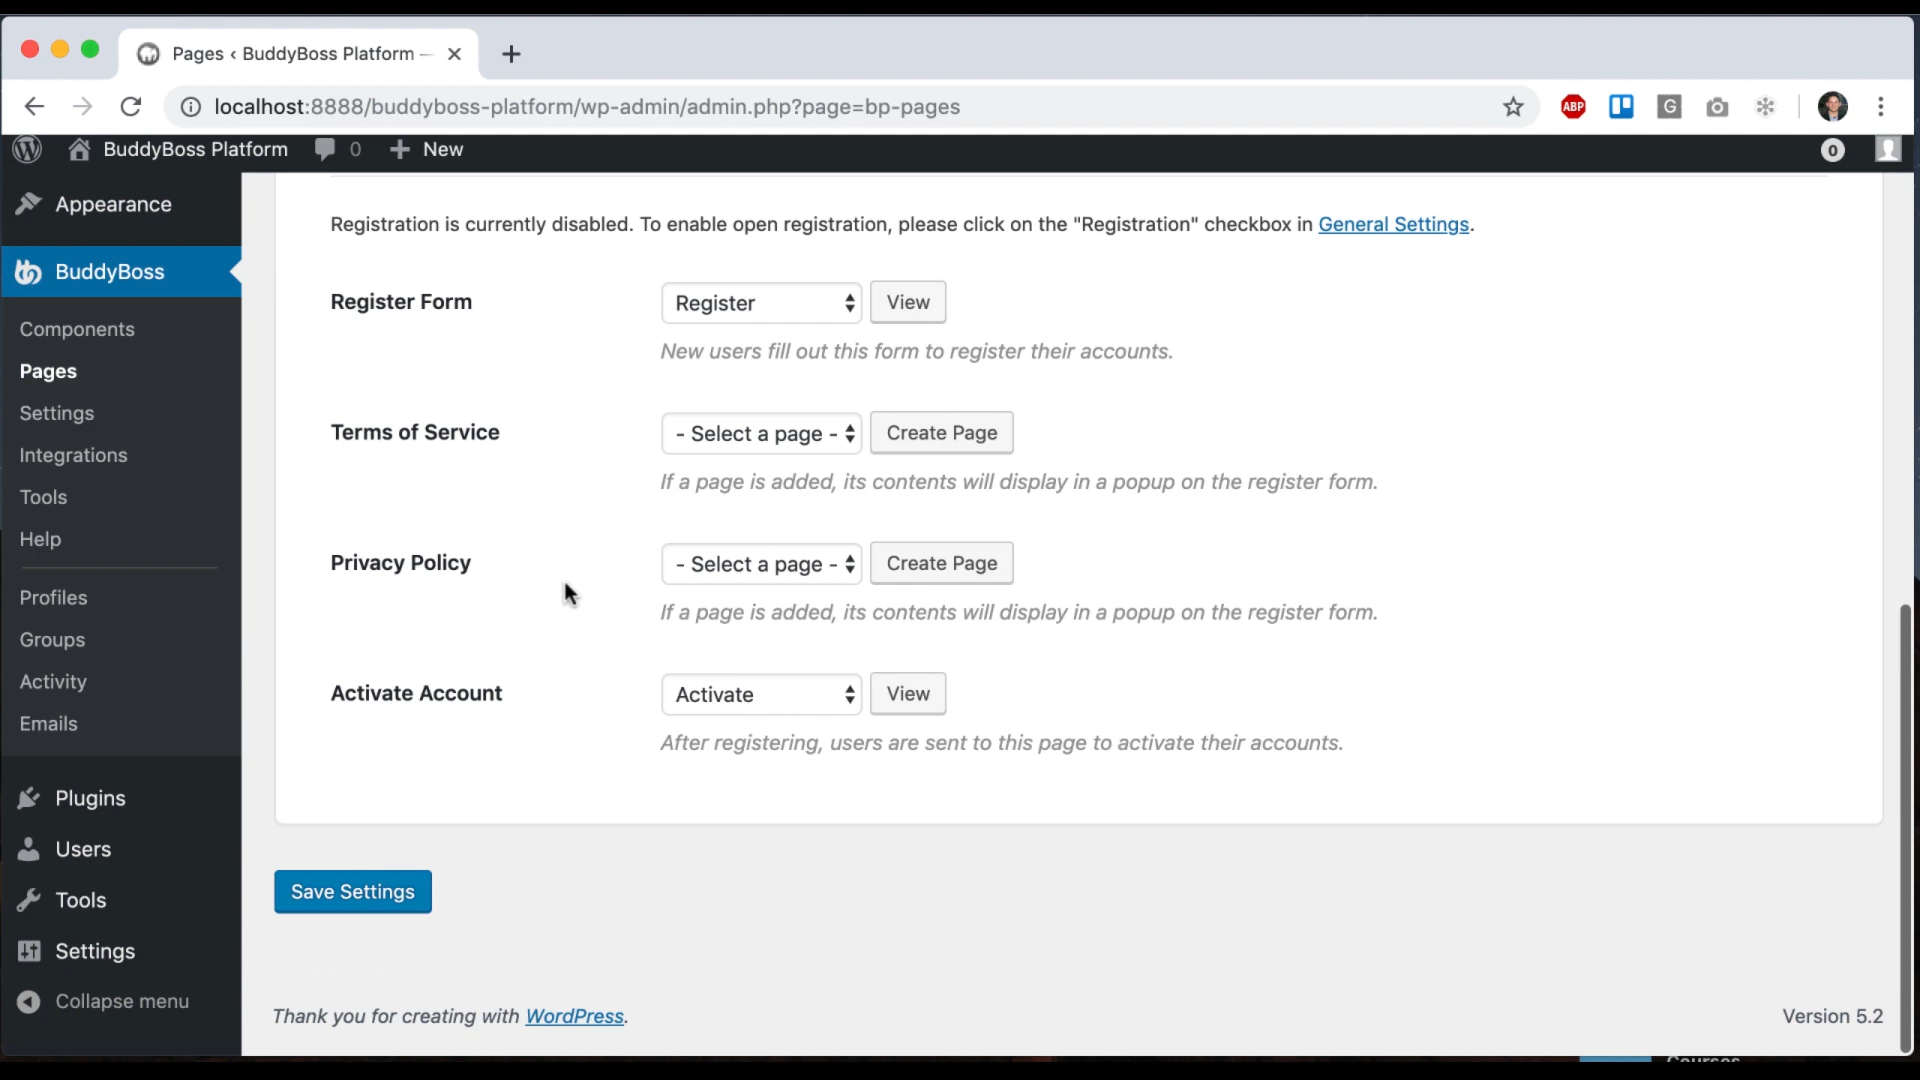 Pages ‹ BuddyBoss Platform —
localhost:8888/buddyboss-platform/wp-admin/admin.php?page=bp-pages
ABP
G
BuddyBoss Platform 0 New
0
Appearance
BuddyBoss
Components
Pages
Settings
Integrations
Tools
Help
Profiles
Groups
Activity
Emails
Plugins
Users
Tools
Settings
Collapse menu
Registration is currently disabled. To enable open registration, please click on the "Registration" checkbox in General Settings.
Register Form Register View
New users fill out this form to register their accounts.
Terms of Service - Select a page - Create Page
If a page is added, its contents will display in a popup on the register form.
Privacy Policy - Select a page - Create Page
If a page is added, its contents will display in a popup on the register form.
Activate Account Activate View
After registering, users are sent to this page to activate their accounts.
Save Settings
Thank you for creating with WordPress. Version 5.2
Courses